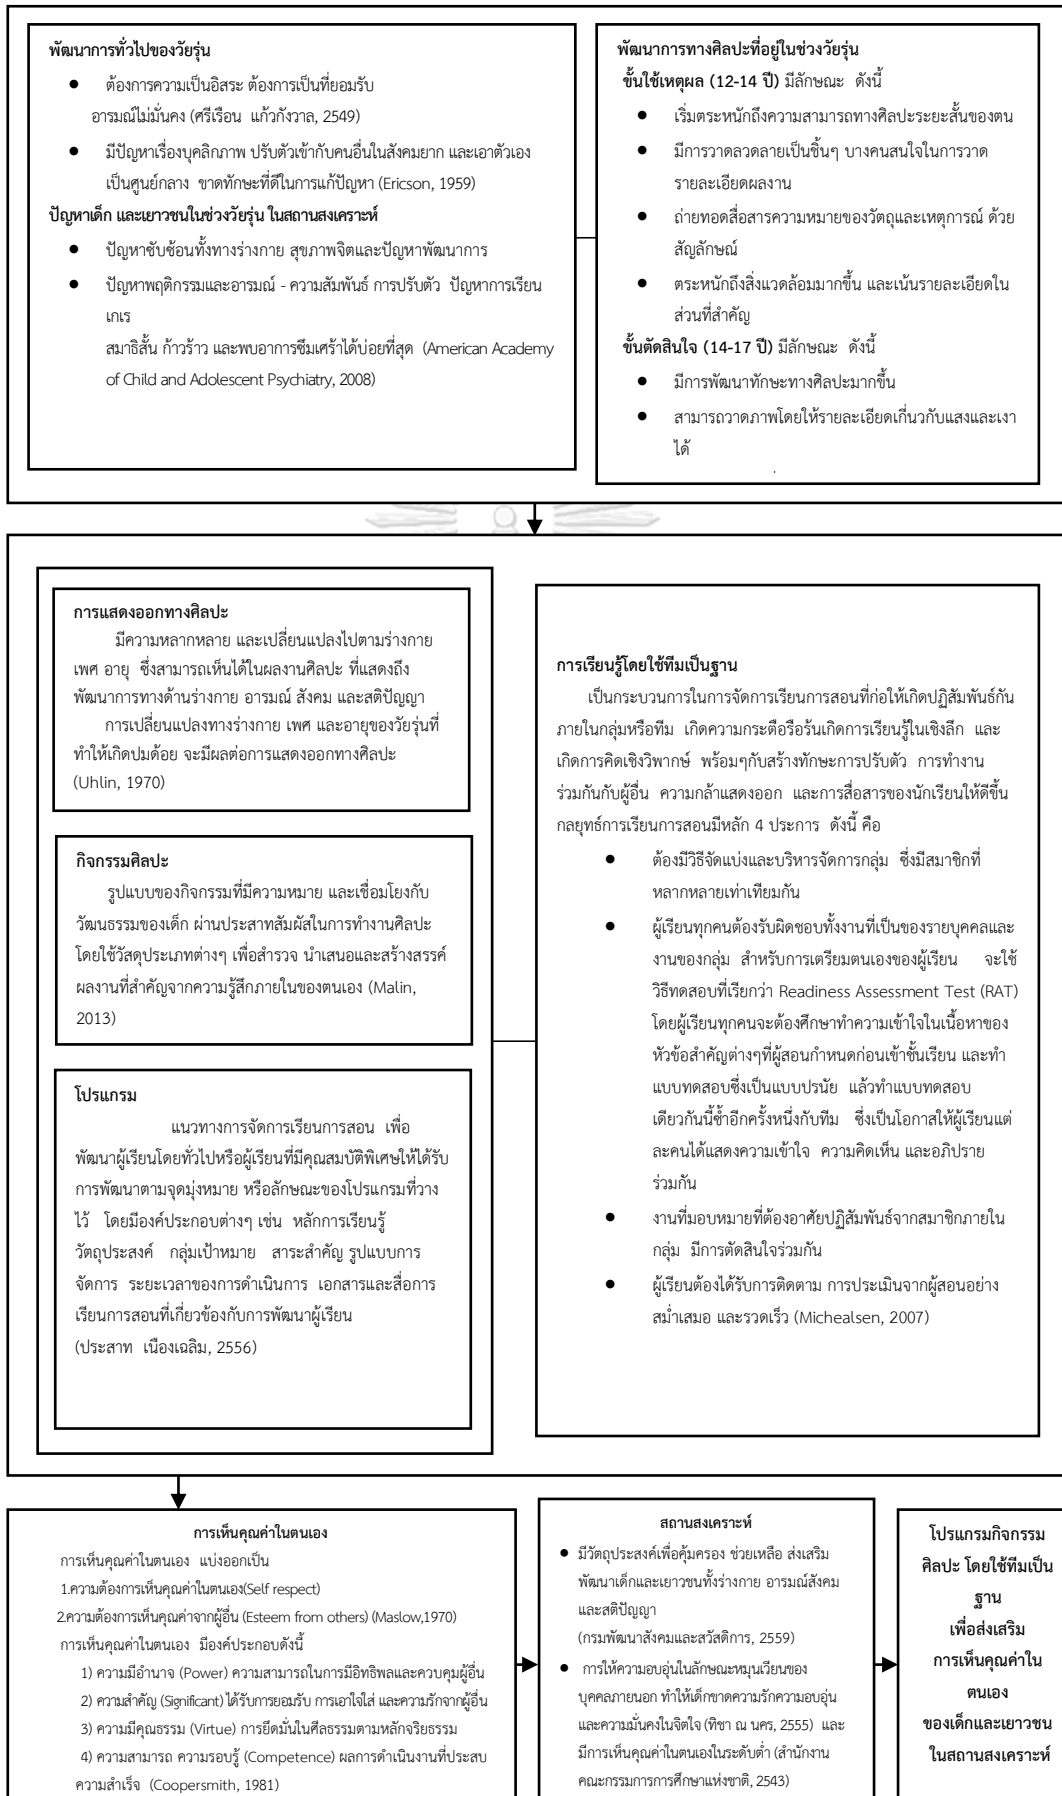 พัฒนาการทั่วไปของวัยรุ่น
● ต้องการความเป็นอิสระ ต้องการเป็นที่ยอมรับ
อารมณ์ไม่มั่นคง (ศรีเรือน แก้วกังวาล, 2549)
● มีปัญหาเรื่องบุคลิกภาพ ปรับตัวเข้ากับคนอื่นในสังคมยาก และเอาตัวเอง
เป็นศูนย์กลาง ขาดทักษะที่ดีในการแก้ปัญหา (Ericson, 1959)
ปัญหาเด็ก และเยาวชนในช่วงวัยรุ่น ในสถานสงเคราะห์
● ปัญหาซับซ้อนทั้งทางร่างกาย สุขภาพจิตและปัญหาพัฒนาการ
● ปัญหาพฤติกรรมและอารมณ์ - ความสัมพันธ์ การปรับตัว ปัญหาการเรียน
เกเร
สมาธิสั้น ก้าวร้าว และพบอาการซึมเศร้าได้บ่อยที่สุด (American Academy
of Child and Adolescent Psychiatry, 2008)
พัฒนาการทางศิลปะที่อยู่ในช่วงวัยรุ่น
ขั้นใช้เหตุผล (12-14 ปี) มีลักษณะ ดังนี้
● เริ่มตระหนักถึงความสามารถทางศิลปะระยะสั้นของตน
● มีการวาดลวดลายเป็นชิ้นๆ บางคนสนใจในการวาด
รายละเอียดผลงาน
● ถ่ายทอดสื่อสารความหมายของวัตถุและเหตุการณ์ ด้วย
สัญลักษณ์
● ตระหนักถึงสิ่งแวดล้อมมากขึ้น และเน้นรายละเอียดใน
ส่วนที่สำคัญ
ขั้นตัดสินใจ (14-17 ปี) มีลักษณะ ดังนี้
● มีการพัฒนาทักษะทางศิลปะมากขึ้น
● สามารถวาดภาพโดยให้รายละเอียดเกี่นวกับแสงและเงา
ได้
การแสดงออกทางศิลปะ
มีความหลากหลาย และเปลี่ยนแปลงไปตามร่างกาย
เพศ อายุ ซึ่งสามารถเห็นได้ในผลงานศิลปะ ที่แสดงถึง
พัฒนาการทางด้านร่างกาย อารมณ์ สังคม และสติปัญญา
การเปลี่ยนแปลงทางร่างกาย เพศ และอายุของวัยรุ่นที่
ทำให้เกิดปมด้อย จะมีผลต่อการแสดงออกทางศิลปะ
(Uhlin, 1970)
กิจกรรมศิลปะ
รูปแบบของกิจกรรมที่มีความหมาย และเชื่อมโยงกับ
วัฒนธรรมของเด็ก ผ่านประสาทสัมผัสในการทำงานศิลปะ
โดยใช้วัสดุประเภทต่างๆ เพื่อสำรวจ นำเสนอและสร้างสรรค์
ผลงานที่สำคัญจากความรู้สึกภายในของตนเอง (Malin,
2013)
โปรแกรม
แนวทางการจัดการเรียนการสอน เพื่อ
พัฒนาผู้เรียนโดยทั่วไปหรือผู้เรียนที่มีคุณสมบัติพิเศษให้ได้รับ
การพัฒนาตามจุดมุ่งหมาย หรือลักษณะของโปรแกรมที่วาง
ไว้ โดยมีองค์ประกอบต่างๆ เช่น หลักการเรียนรู้
วัตถุประสงค์ กลุ่มเป้าหมาย สาระสำคัญ รูปแบบการ
จัดการ ระยะเวลาของการดำเนินการ เอกสารและสื่อการ
เรียนการสอนที่เกี่ยวข้องกับการพัฒนาผู้เรียน
(ประสาท เนืองเฉลิม, 2556)
การเรียนรู้โดยใช้ทีมเป็นฐาน
เป็นกระบวนการในการจัดการเรียนการสอนที่ก่อให้เกิดปฏิสัมพันธ์กัน
ภายในกลุ่มหรือทีม เกิดความกระตือรือร้นเกิดการเรียนรู้ในเชิงลึก และ
เกิดการคิดเชิงวิพากษ์ พร้อมๆกับสร้างทักษะการปรับตัว การทำงาน
ร่วมกันกับผู้อื่น ความกล้าแสดงออก และการสื่อสารของนักเรียนให้ดีขึ้น
กลยุทธ์การเรียนการสอนมีหลัก 4 ประการ ดังนี้ คือ
● ต้องมีวิธีจัดแบ่งและบริหารจัดการกลุ่ม ซึ่งมีสมาชิกที่
หลากหลายเท่าเทียมกัน
● ผู้เรียนทุกคนต้องรับผิดชอบทั้งงานที่เป็นของรายบุคคลและ
งานของกลุ่ม สำหรับการเตรียมตนเองของผู้เรียน จะใช้
วิธีทดสอบที่เรียกว่า Readiness Assessment Test (RAT)
โดยผู้เรียนทุกคนจะต้องศึกษาทำความเข้าใจในเนื้อหาของ
หัวข้อสำคัญต่างๆที่ผู้สอนกำหนดก่อนเข้าชั้นเรียน และทำ
แบบทดสอบซึ่งเป็นแบบปรนัย แล้วทำแบบทดสอบ
เดียวกันนี้ซ้ำอีกครั้งหนึ่งกับทีม ซึ่งเป็นโอกาสให้ผู้เรียนแต่
ละคนได้แสดงความเข้าใจ ความคิดเห็น และอภิปราย
ร่วมกัน
● งานที่มอบหมายที่ต้องอาศัยปฏิสัมพันธ์จากสมาชิกภายใน
กลุ่ม มีการตัดสินใจร่วมกัน
● ผู้เรียนต้องได้รับการติดตาม การประเมินจากผู้สอนอย่าง
สม่ำเสมอ และรวดเร็ว (Michealsen, 2007)
การเห็นคุณค่าในตนเอง
การเห็นคุณค่าในตนเอง แบ่งออกเป็น
1.ความต้องการเห็นคุณค่าในตนเอง(Self respect)
2.ความต้องการเห็นคุณค่าจากผู้อื่น (Esteem from others) (Maslow,1970)
การเห็นคุณค่าในตนเอง มีองค์ประกอบดังนี้
1) ความมีอำนาจ (Power) ความสามารถในการมีอิทธิพลและควบคุมผู้อื่น
2) ความสำคัญ (Significant) ได้รับการยอมรับ การเอาใจใส่ และความรักจากผู้อื่น
3) ความมีคุณธรรม (Virtue) การยึดมั่นในศีลธรรมตามหลักจริยธรรม
4) ความสามารถ ความรอบรู้ (Competence) ผลการดำเนินงานที่ประสบ
ความสำเร็จ (Coopersmith, 1981)
สถานสงเคราะห์
● มีวัตถุประสงค์เพื่อคุ้มครอง ช่วยเหลือ ส่งเสริม
พัฒนาเด็กและเยาวชนทั้งร่างกาย อารมณ์สังคม
และสติปัญญา
(กรมพัฒนาสังคมและสวัสดิการ, 2559)
● การให้ความอบอุ่นในลักษณะหมุนเวียนของ
บุคคลภายนอก ทำให้เด็กขาดความรักความอบอุ่น
และความมั่นคงในจิตใจ (ทิชา ณ นคร, 2555) และ
มีการเห็นคุณค่าในตนเองในระดับต่ำ (สำนักงาน
คณะกรรมการการศึกษาแห่งชาติ, 2543)
โปรแกรมกิจกรรม
ศิลปะ โดยใช้ทีมเป็น
ฐาน
เพื่อส่งเสริม
การเห็นคุณค่าใน
ตนเอง
ของเด็กและเยาวชน
ในสถานสงเคราะห์